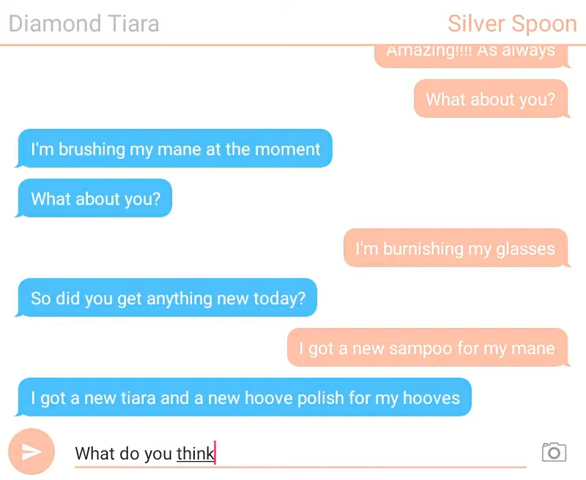 Diamond Tiara
Silver Spoon
Amazing!!!! As always
What about you?
I'm brushing my mane at the moment
What about you?
I'm burnishing my glasses
So did you get anything new today?
I got a new sampoo for my mane
I got a new tiara and a new hoove polish for my hooves
What do you think